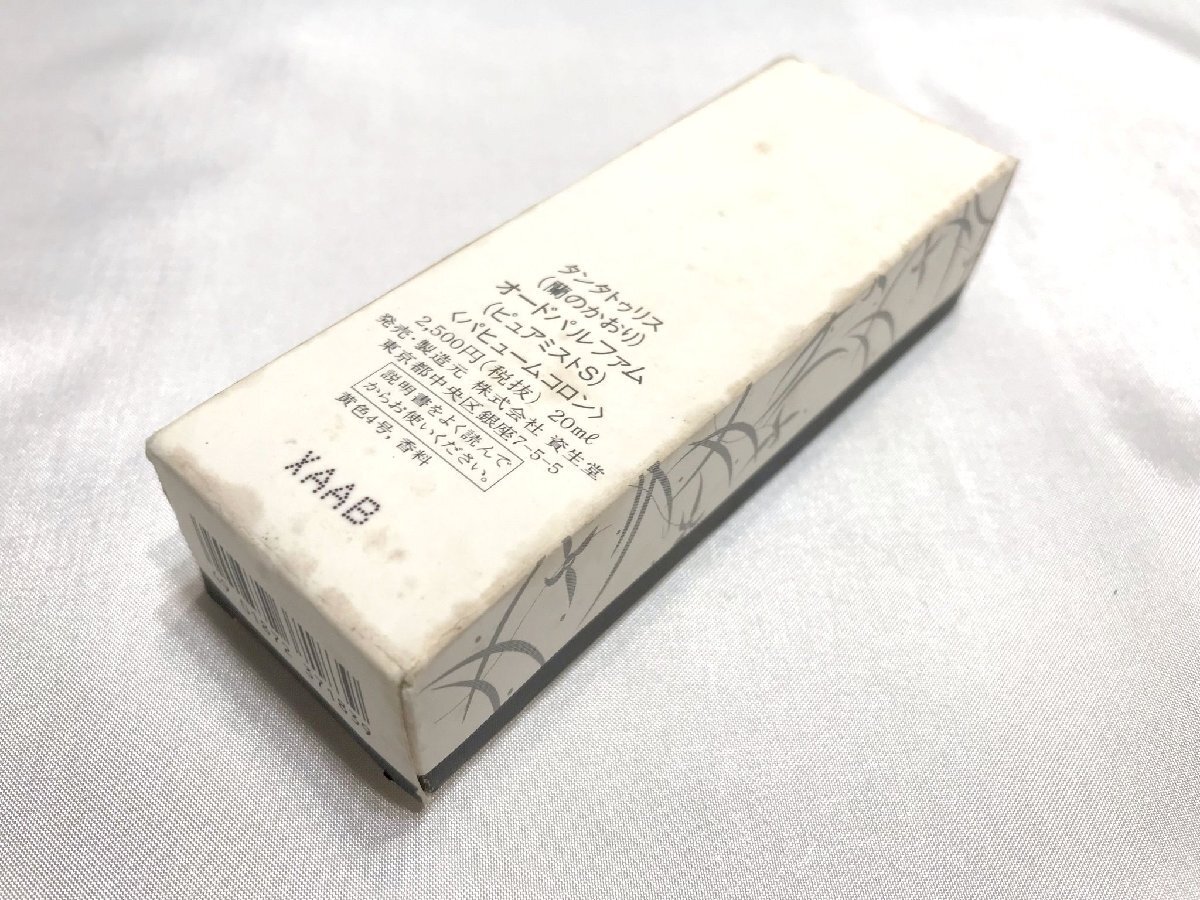 タンタトゥリス
(蘭のかおり)
オードパルファム
(ピュアミストS)
〈パヒュームコロン〉
2,500円(税抜) 20ml
発売・製造元 株式会社 資生堂
東京都中央区銀座7-5-5
説明書をよく読んで
からお使いください。
黄色4号,香料
XAAB